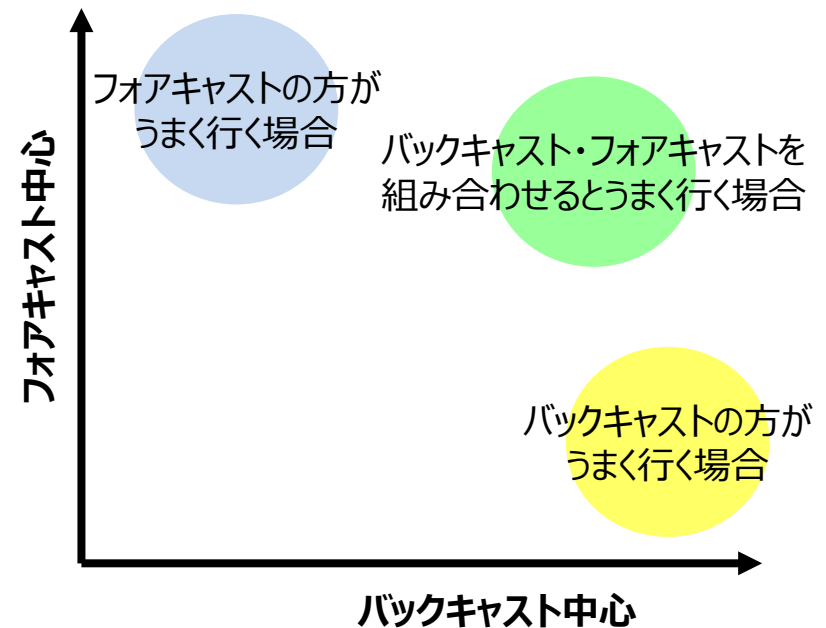 フォアキャストの方が
うまく行く場合
バックキャスト・フォアキャストを
組み合わせるとうまく行く場合
フォアキャスト中心
バックキャストの方が
うまく行く場合
バックキャスト中心